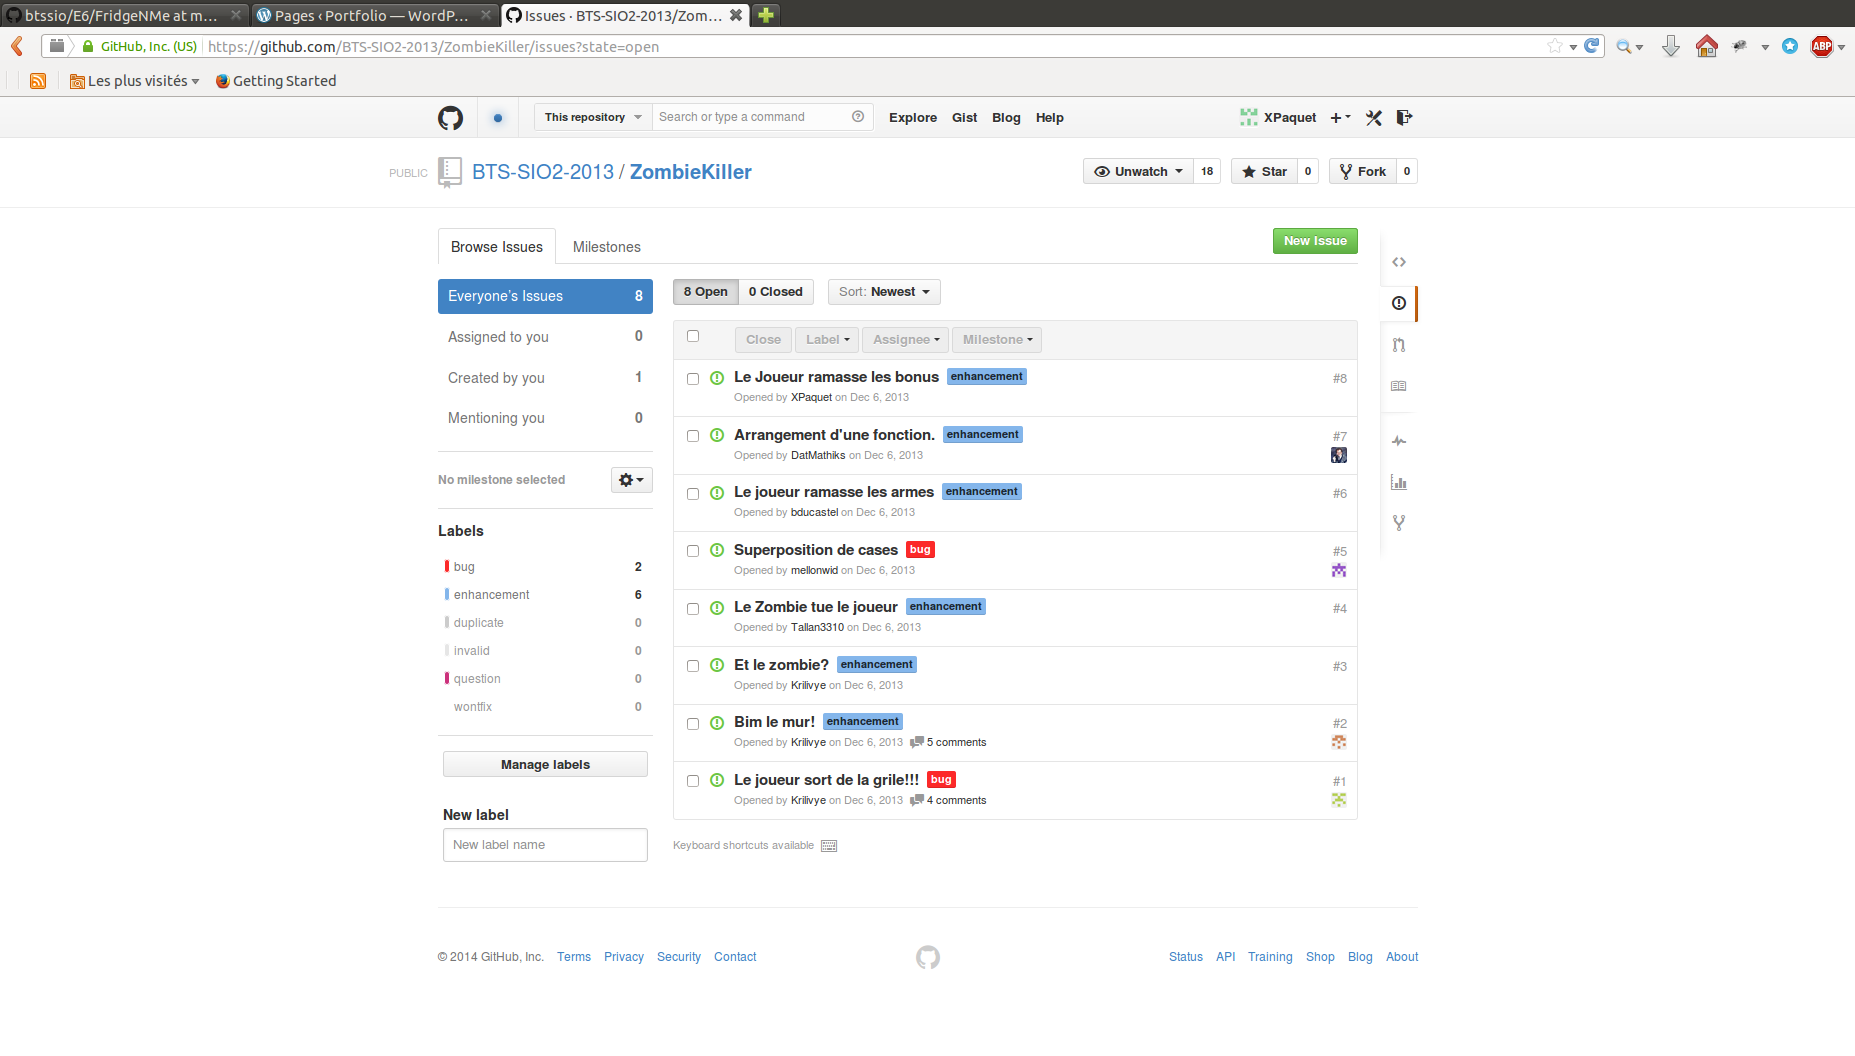 btssio/E6/FridgeNMe at m...
Pages ‹ Portfolio — WordP...
Issues · BTS-SIO2-2013/Zom...
GitHub, Inc. (US)
https://github.com/BTS-SIO2-2013/ZombieKiller/issues?state=open
ABP
Les plus visités
Getting Started
This repository
Search or type a command
Explore
Gist
Blog
Help
XPaquet
PUBLIC
BTS-SIO2-2013 / ZombieKiller
Unwatch 18
Star 0
Fork 0
Browse Issues
Milestones
New Issue
Everyone's Issues 8
Assigned to you 0
Created by you 1
Mentioning you 0
No milestone selected
Labels
bug 2
enhancement 6
duplicate 0
invalid 0
question 0
wontfix 0
Manage labels
New label
New label name
8 Open
0 Closed
Sort: Newest
Close
Label
Assignee
Milestone
Le Joueur ramasse les bonus enhancement #8
Opened by XPaquet on Dec 6, 2013
Arrangement d'une fonction. enhancement #7
Opened by DatMathiks on Dec 6, 2013
Le joueur ramasse les armes enhancement #6
Opened by bducastel on Dec 6, 2013
Superposition de cases bug #5
Opened by mellonwid on Dec 6, 2013
Le Zombie tue le joueur enhancement #4
Opened by Tallan3310 on Dec 6, 2013
Et le zombie? enhancement #3
Opened by Krilivye on Dec 6, 2013
Bim le mur! enhancement #2
Opened by Krilivye on Dec 6, 2013 5 comments
Le joueur sort de la grile!!! bug #1
Opened by Krilivye on Dec 6, 2013 4 comments
Keyboard shortcuts available
© 2014 GitHub, Inc. Terms Privacy Security Contact
Status API Training Shop Blog About